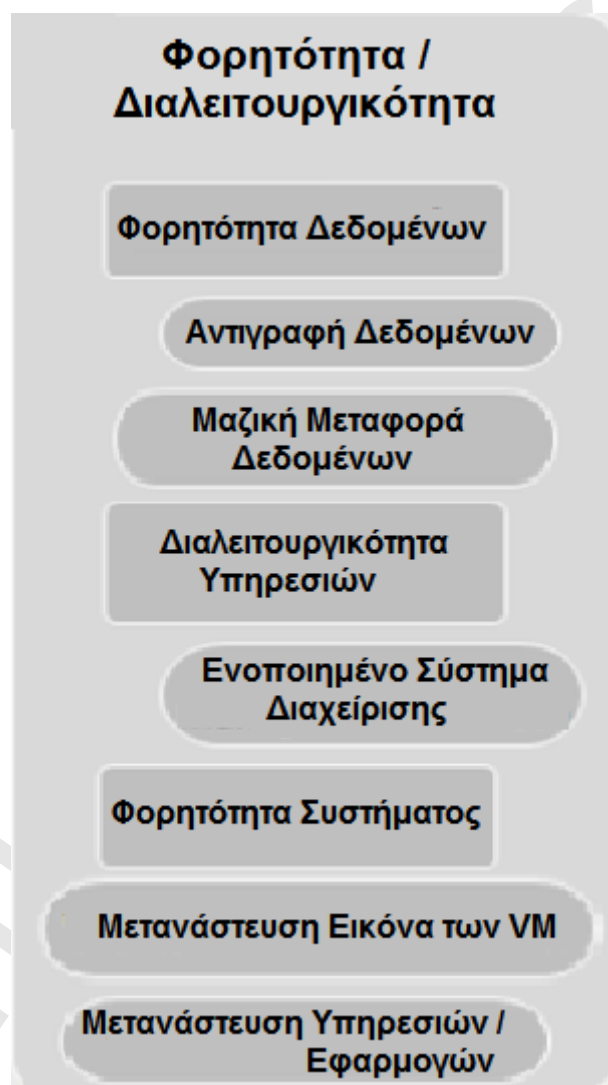 Φορητότητα /
Διαλειτουργικότητα
Φορητότητα Δεδομένων
Αντιγραφή Δεδομένων
Μαζική Μεταφορά
Δεδομένων
Διαλειτουργικότητα
Υπηρεσιών
Ενοποιημένο Σύστημα
Διαχείρισης
Φορητότητα Συστήματος
Μετανάστευση Εικόνα των VM
Μετανάστευση Υπηρεσιών /
Εφαρμογών